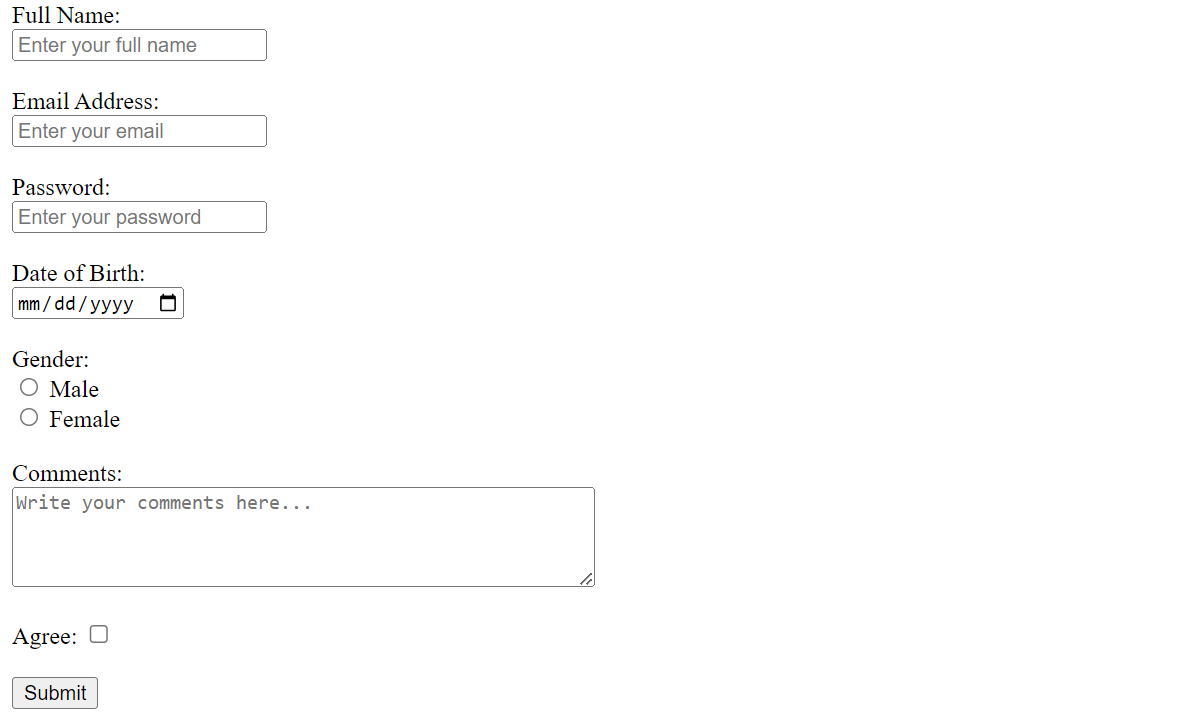 Full Name:
Enter your full name
Email Address:
Enter your email
Password:
Enter your password
Date of Birth:
mm/dd/yyyy
Gender:
Male
Female
Comments:
Write your comments here...
Agree:
Submit